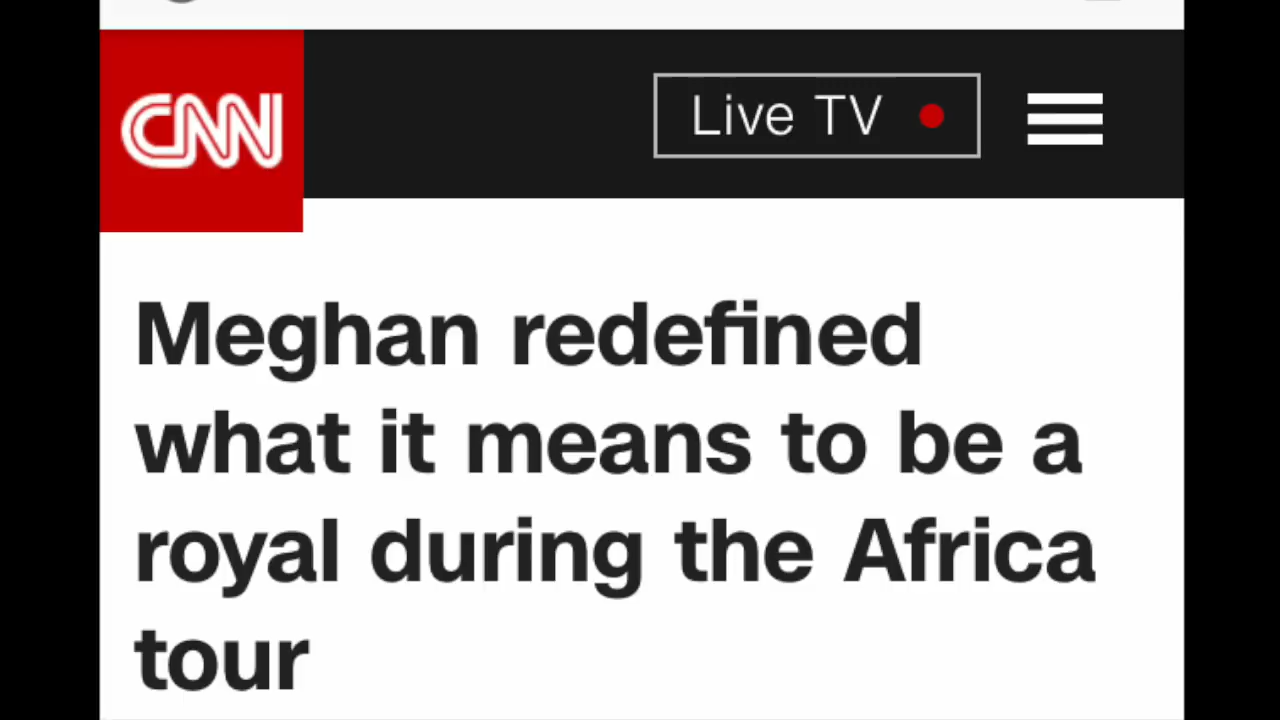 CNN
Live TV
Meghan redefined
what it means to be a
royal during the Africa
tour